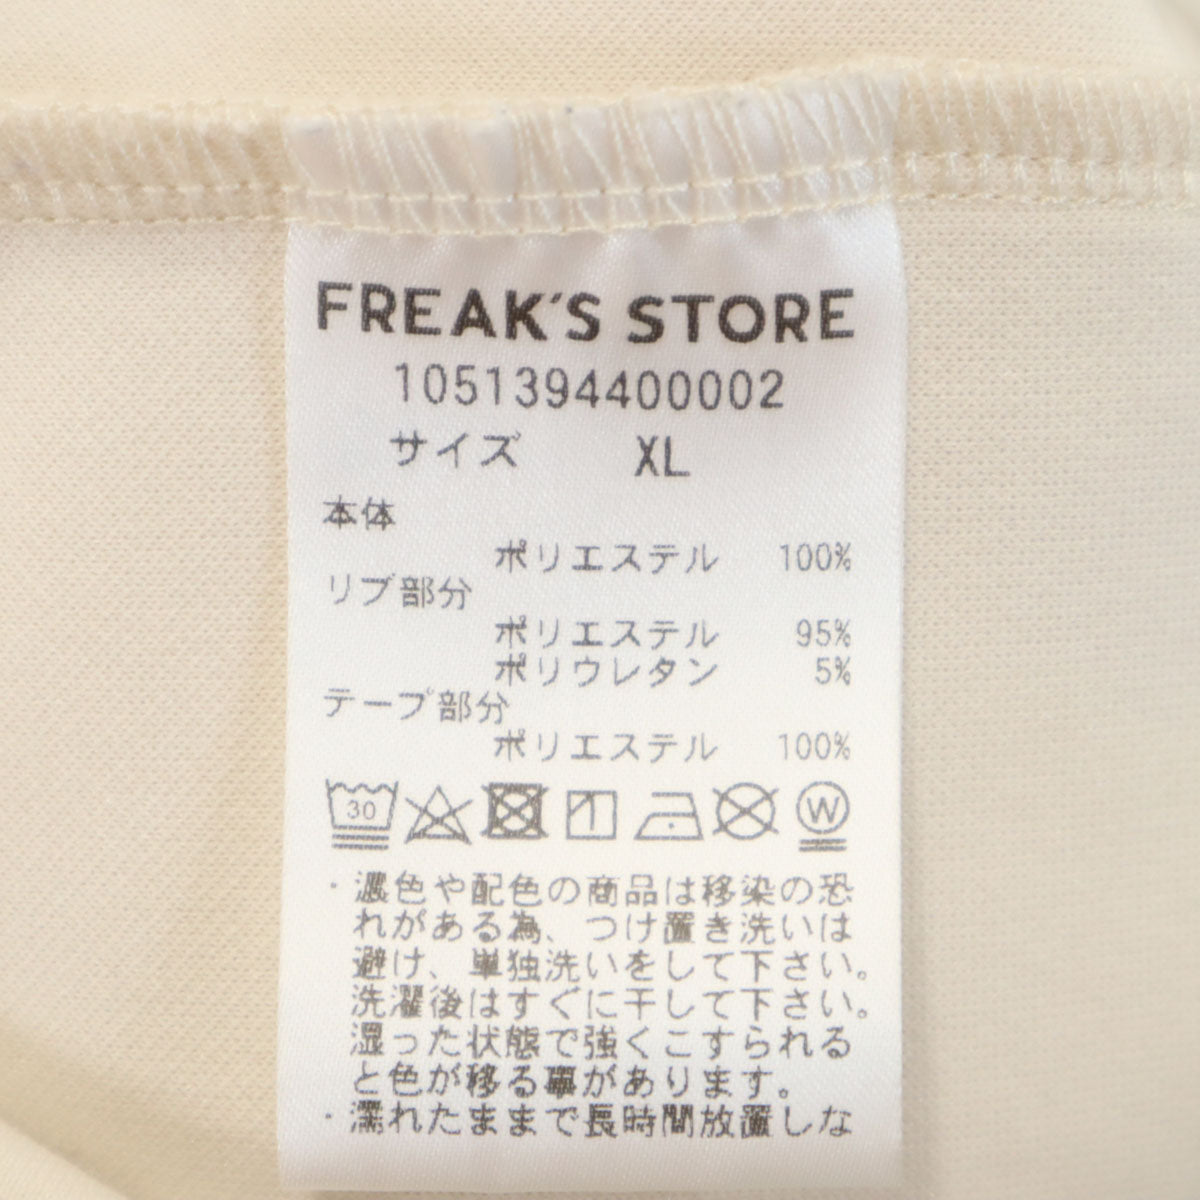 FREAK'S STORE
1051394400002
サイズ XL
本体
ポリエステル 100%
リブ部分
ポリエステル 95%
ポリウレタン 5%
テープ部分
ポリエステル 100%
30 W
・濃色や配色の商品は移染の恐
れがある為、つけ置き洗いは
避け、単独洗いをして下さい。
洗濯後はすぐに干して下さい。
湿った状態で強くこすられる
と色が移る事があります。
・濡れたままで長時間放置しな